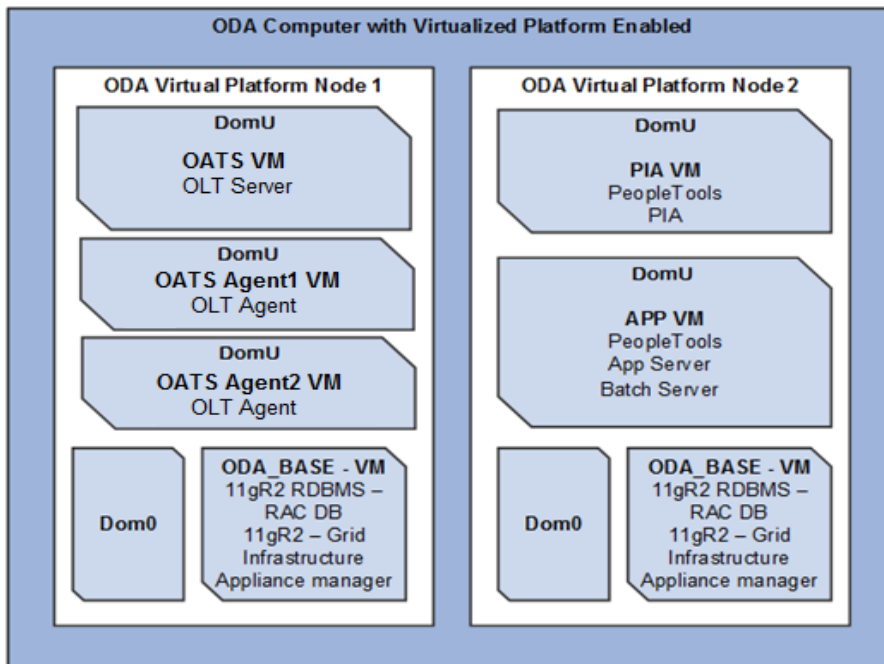 ODA Computer with Virtualized Platform Enabled
ODA Virtual Platform Node 1
DomU
OATS VM
OLT Server
DomU
OATS Agent1 VM
OLT Agent
DomU
OATS Agent2 VM
OLT Agent
Dom0
ODA_BASE - VM
11gR2 RDBMS –
RAC DB
11gR2 – Grid
Infrastructure
Appliance manager
ODA Virtual Platform Node 2
DomU
PIA VM
PeopleTools
PIA
DomU
APP VM
PeopleTools
App Server
Batch Server
Dom0
ODA_BASE - VM
11gR2 RDBMS –
RAC DB
11gR2 – Grid
Infrastructure
Appliance manager